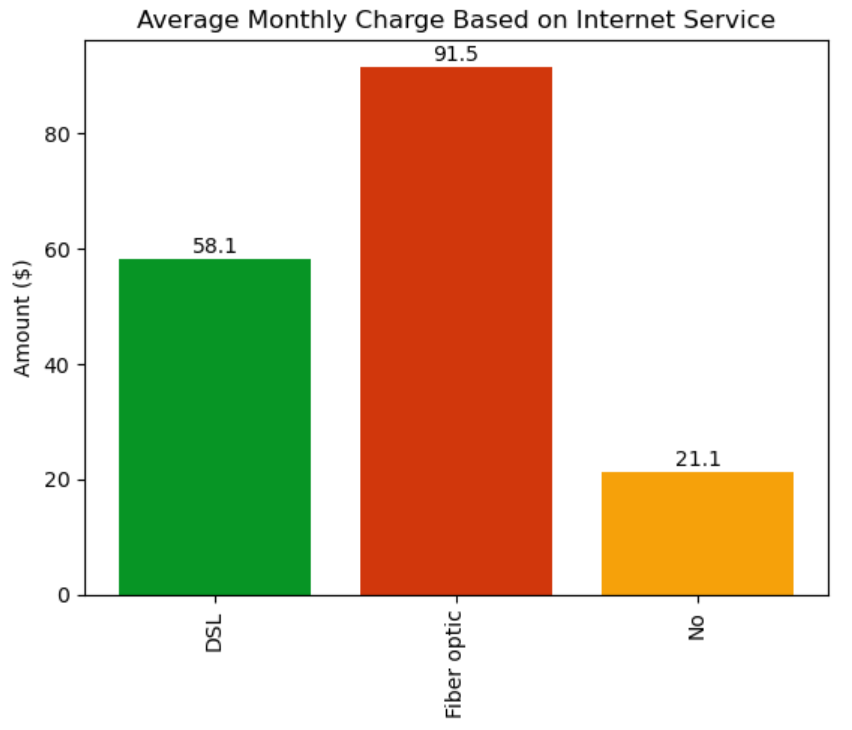 Average Monthly Charge Based on Internet Service
91.5
80
58.1
60
Amount ($)
40
21.1
20
0
DSL
Fiber optic
No